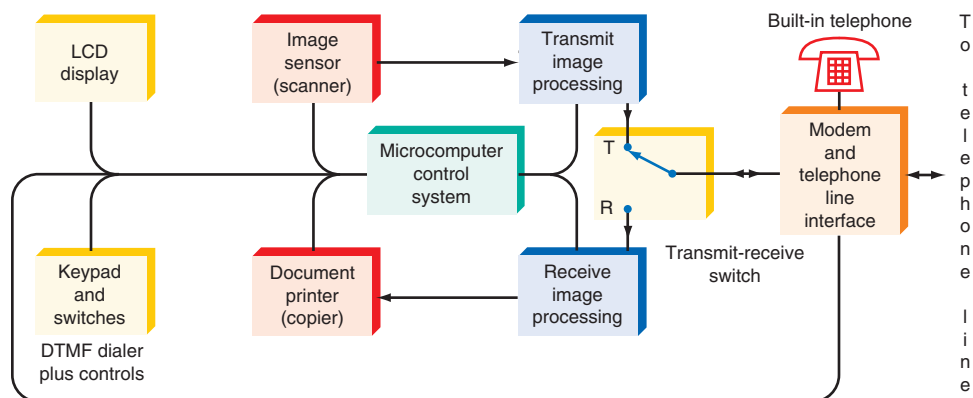 LCD
display
Image
sensor
(scanner)
Transmit
image
processing
Built-in telephone
Microcomputer
control
system
T
R
Modem
and
telephone
line
interface
To telephone line
Transmit-receive
switch
Keypad
and
switches
DTMF dialer
plus controls
Document
printer
(copier)
Receive
image
processing